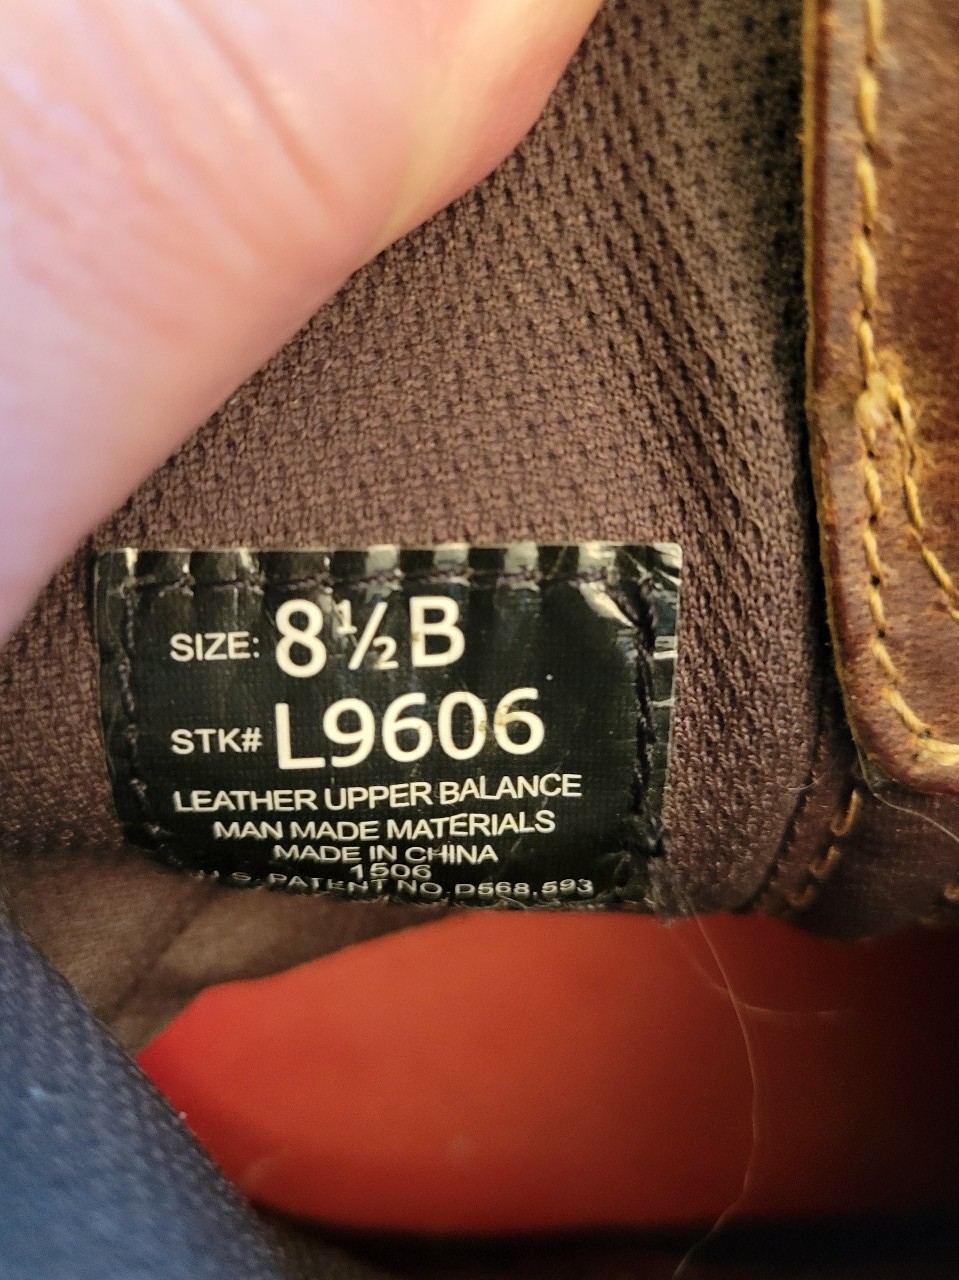 SIZE: 8½B
STK# L9606
LEATHER UPPER BALANCE
MAN MADE MATERIALS
MADE IN CHINA
1506
U.S. PATENT NO. D568,593